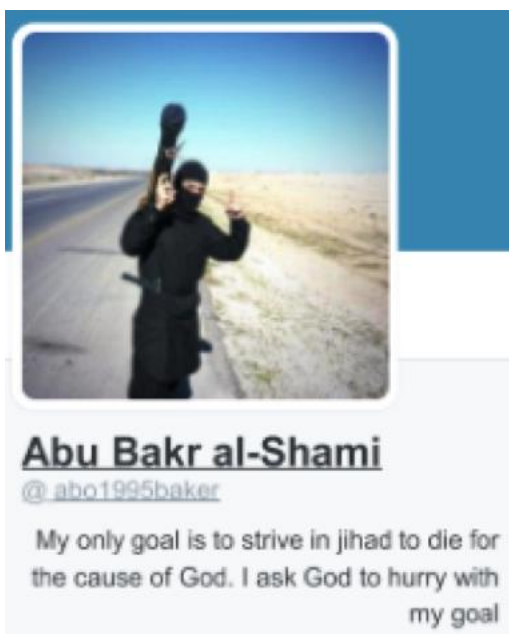 Abu Bakr al-Shami
@ abo1995baker
My only goal is to strive in jihad to die for
the cause of God. I ask God to hurry with
my goal